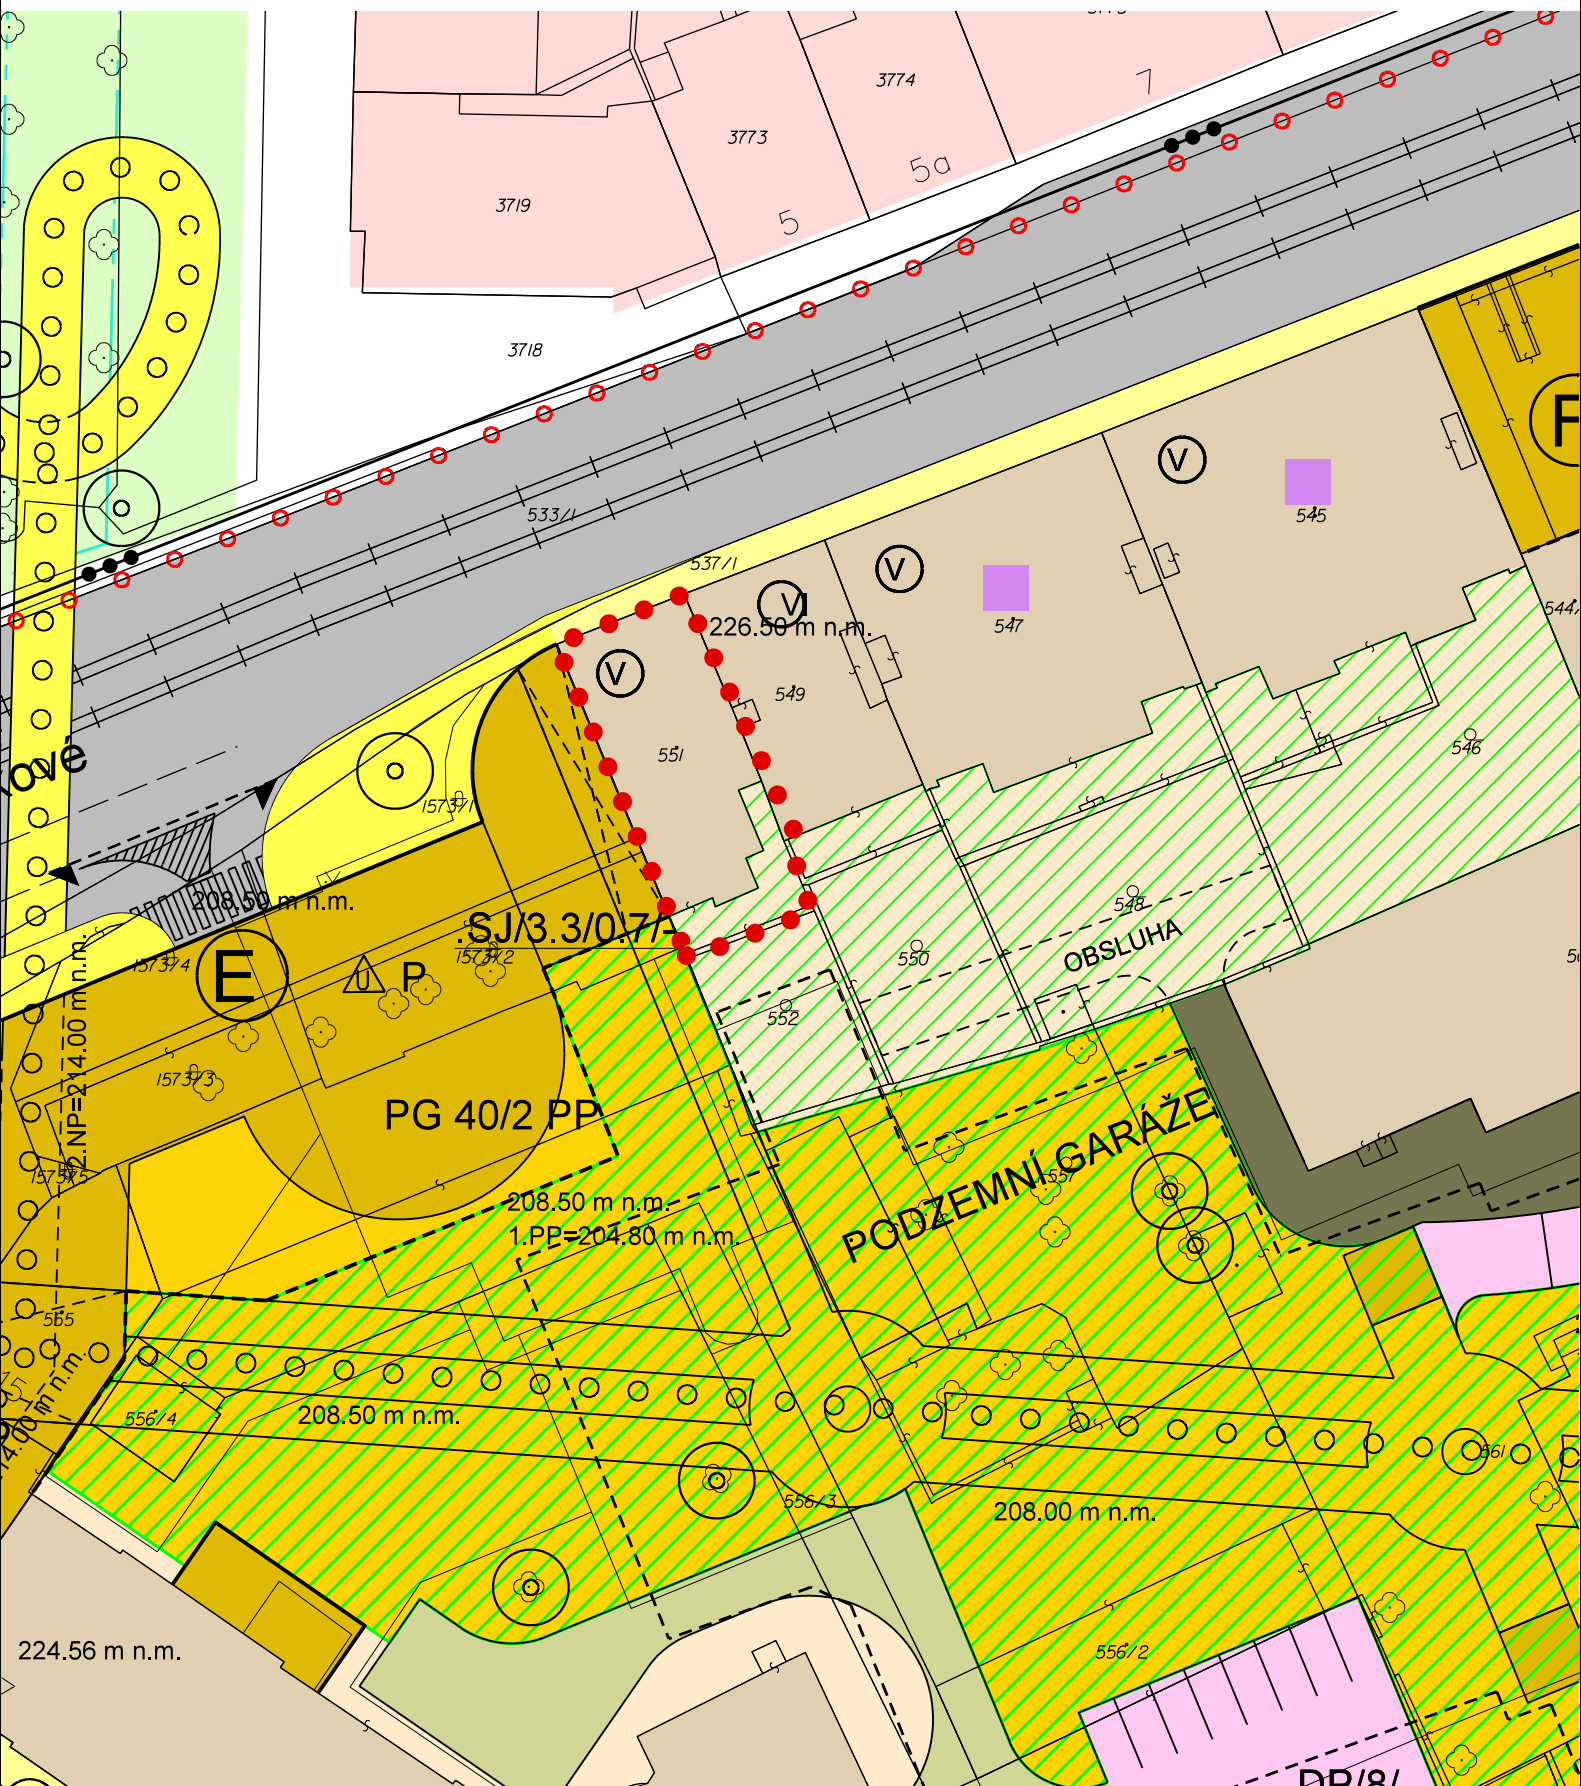 3774
7
3773
5a
3719
5
3718
533/1
537/1
V
545
F
V
V
226.50 m n.m.
547
V
549
551
546
1573/1
208.50 m n.m.
548
.SJ/3.3/0.7/-
OBSLUHA
1573/2
550
1573/4
E
Ú
P
552
2.NP=214.00 m n.m.
1573/3
PG 40/2 PP
PODZEMNÍ GARÁŽE
557
1573/5
208.50 m n.m.
1.PP=204.80 m n.m.
565
556/4
208.50 m n.m.
561
556/3
208.00 m n.m.
224.56 m n.m.
556/2
DP/8/